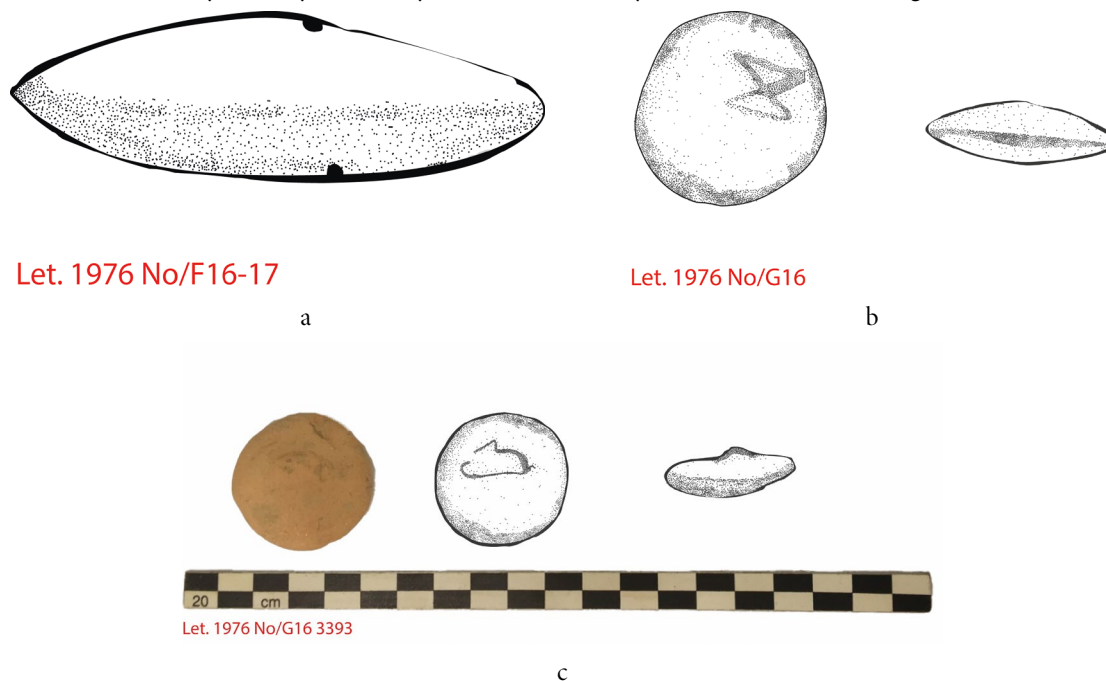 Let. 1976 No/F16-17
Let. 1976 No/G16
a
b
20 cm
Let. 1976 No/G16 3393
c